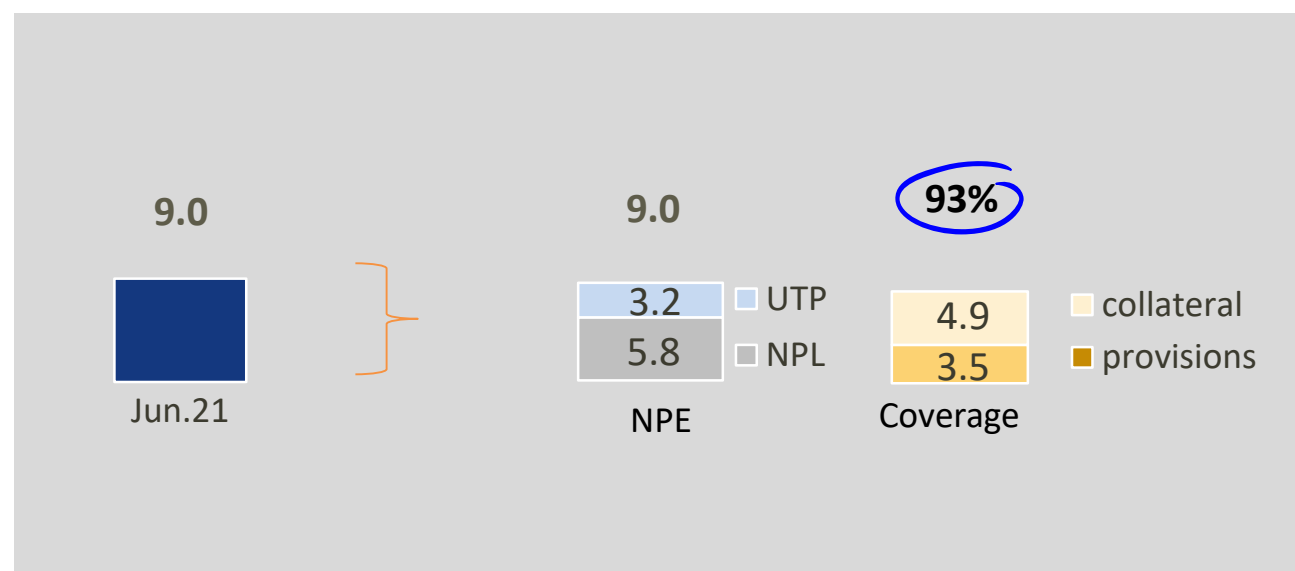 9.0
9.0
93%
3.2
UTP
5.8
NPL
4.9
collateral
3.5
provisions
Jun.21
NPE
Coverage